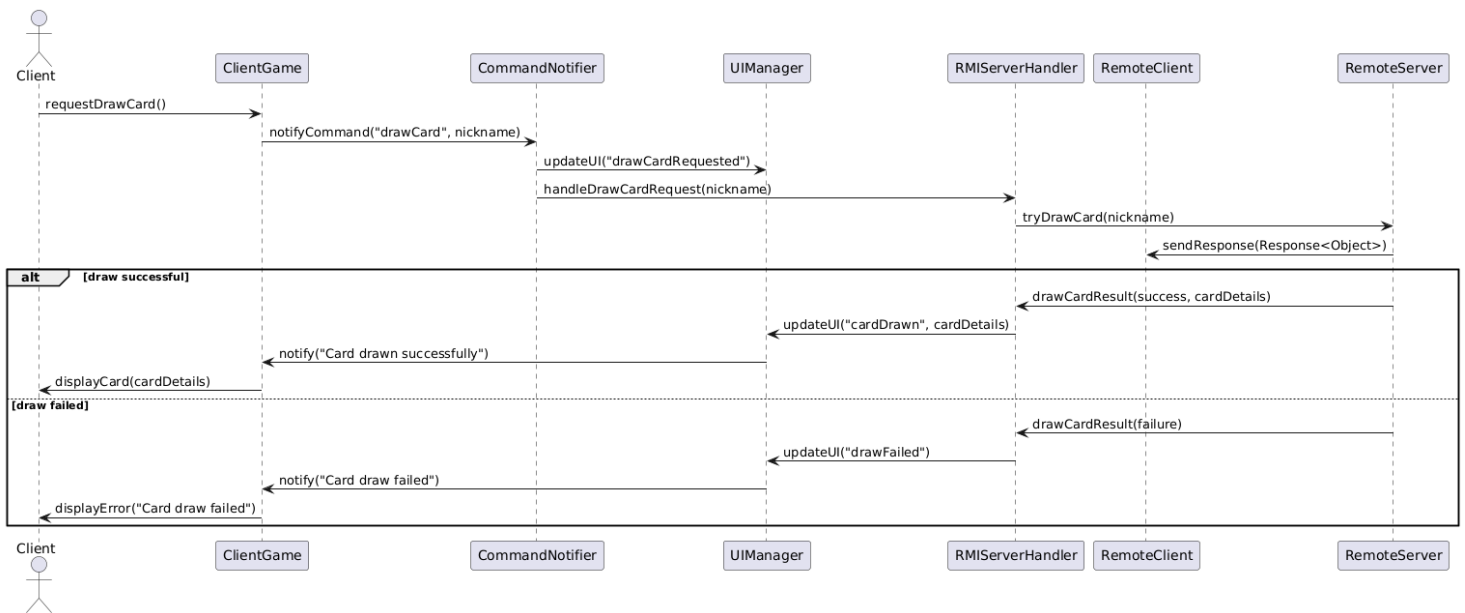 Client
ClientGame
CommandNotifier
UIManager
RMIServerHandler
RemoteClient
RemoteServer
requestDrawCard()
notifyCommand("drawCard", nickname)
updateUI("drawCardRequested")
handleDrawCardRequest(nickname)
tryDrawCard(nickname)
sendResponse(Response<Object>)
alt [draw successful]
drawCardResult(success, cardDetails)
updateUI("cardDrawn", cardDetails)
notify("Card drawn successfully")
displayCard(cardDetails)
[draw failed]
drawCardResult(failure)
updateUI("drawFailed")
notify("Card draw failed")
displayError("Card draw failed")
Client
ClientGame
CommandNotifier
UIManager
RMIServerHandler
RemoteClient
RemoteServer